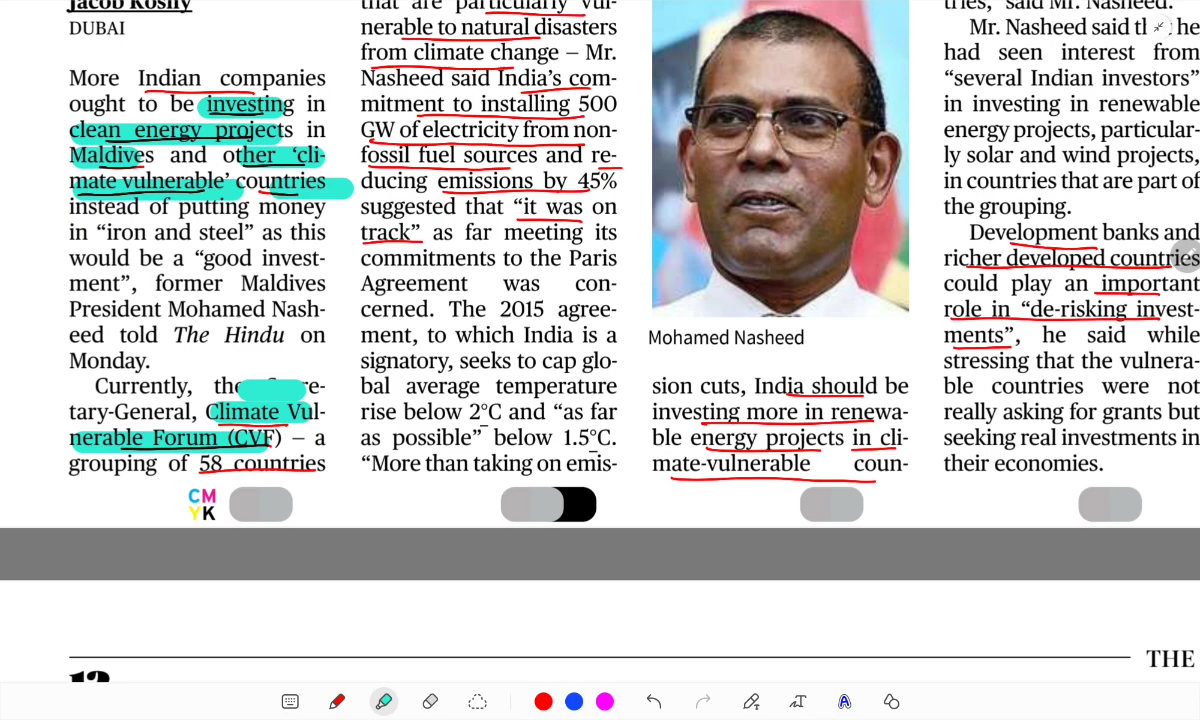 Jacob Koshy
DUBAI
More Indian companies
ought to be investing in
clean energy projects in
Maldives and other ‘cli-
mate vulnerable’ countries
instead of putting money
in “iron and steel” as this
would be a “good invest-
ment”, former Maldives
President Mohamed Nash-
eed told The Hindu on
Monday.
Currently, the
tary-General, Climate Vul-
nerable Forum (CVF) – a
grouping of 58 countries
that are particularly vul-
nerable to natural disasters
from climate change – Mr.
Nasheed said India’s com-
mitment to installing 500
GW of electricity from non-
fossil fuel sources and re-
ducing emissions by 45%
suggested that “it was on
track” as far meeting its
commitments to the Paris
Agreement was con-
cerned. The 2015 agree-
ment, to which India is a
signatory, seeks to cap glo-
bal average temperature
rise below 2°C and “as far
as possible” below 1.5°C.
“More than taking on emis-
Mohamed Nasheed
sion cuts, India should be
investing more in renewa-
ble energy projects in cli-
mate-vulnerable coun-
tries,” said Mr. Nasheed.
Mr. Nasheed said he
had seen interest from
“several Indian investors”
in investing in renewable
energy projects, particular-
ly solar and wind projects,
in countries that are part of
the grouping.
Development banks and
richer developed countries
could play an important
role in “de-risking invest-
ments”, he said while
stressing that the vulnera-
ble countries were not
really asking for grants but
seeking real investments in
their economies.
CM
YK
THE